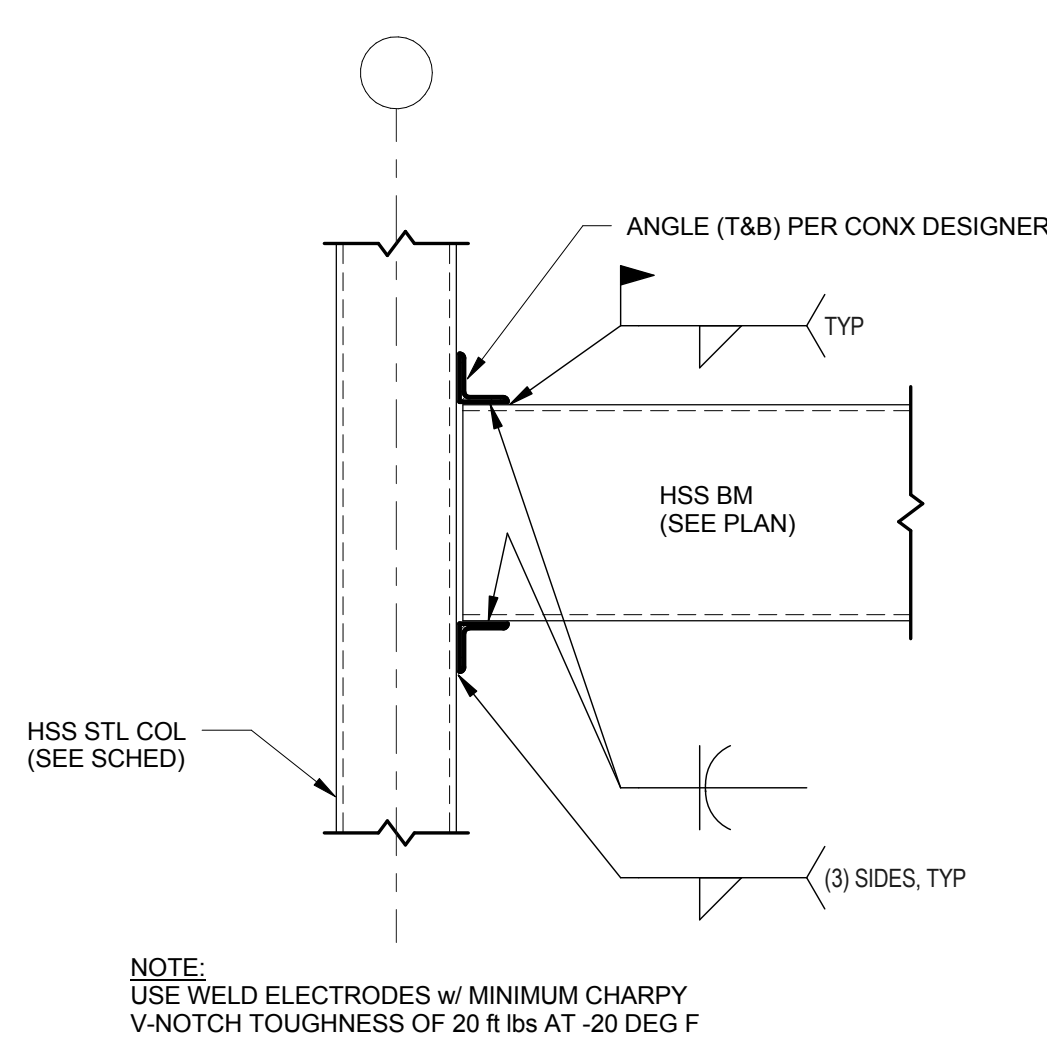 ANGLE (T&B) PER CONX DESIGNER
TYP
HSS BM
(SEE PLAN)
HSS STL COL
(SEE SCHED)
(3) SIDES, TYP
NOTE:
USE WELD ELECTRODES w/ MINIMUM CHARPY
V-NOTCH TOUGHNESS OF 20 ft lbs AT -20 DEG F